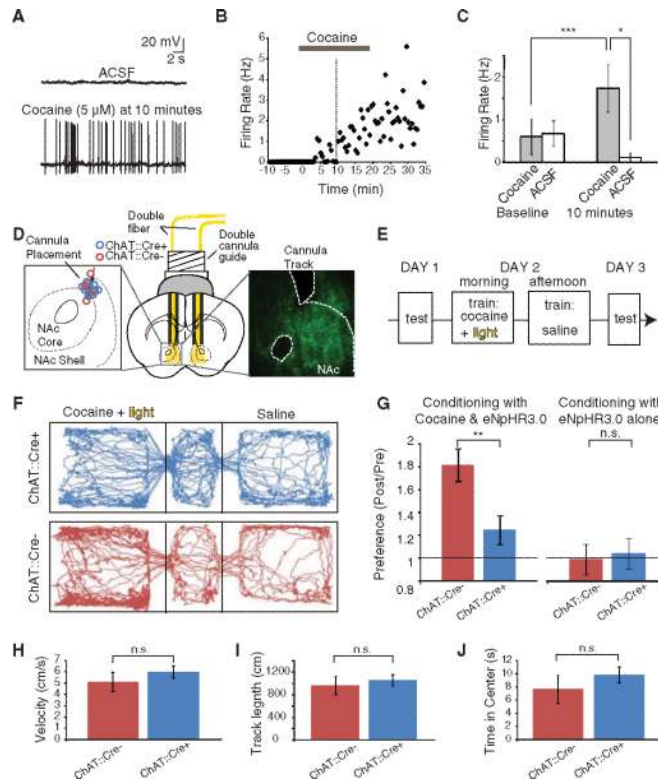 A
20 mV
2 s
ACSF
Cocaine (5 µM) at 10 minutes
B
Cocaine
Firing Rate (Hz)
6
5
4
3
2
1
0
-10 -5 0 5 10 15 20 25 30 35
Time (min)
C
***
*
Firing Rate (Hz)
2
1
0
Cocaine
ACSF
Cocaine
ACSF
Baseline
10 minutes
D
Double fiber
Cannula Placement
ChAT::Cre+
ChAT::Cre-
Double cannula guide
Cannula Track
NAc Core
NAc Shell
NAc
E
DAY 1
DAY 2
DAY 3
morning
afternoon
test
train: cocaine + light
train: saline
test
F
Cocaine + light
Saline
ChAT::Cre+
ChAT::Cre-
G
Conditioning with Cocaine & eNpHR3.0
Conditioning with eNpHR3.0 alone
**
n.s.
Preference (Post/Pre)
2
1.8
1.6
1.4
1.2
1
0.8
ChAT::Cre-
ChAT::Cre+
ChAT::Cre-
ChAT::Cre+
H
n.s.
Velocity (cm/s)
8
7
6
5
4
3
2
1
0
ChAT::Cre-
ChAT::Cre+
I
n.s.
Track legnth (cm)
1200
800
400
0
ChAT::Cre-
ChAT::Cre+
J
n.s.
Time in Center (s)
12
10
8
6
4
2
0
ChAT::Cre-
ChAT::Cre+